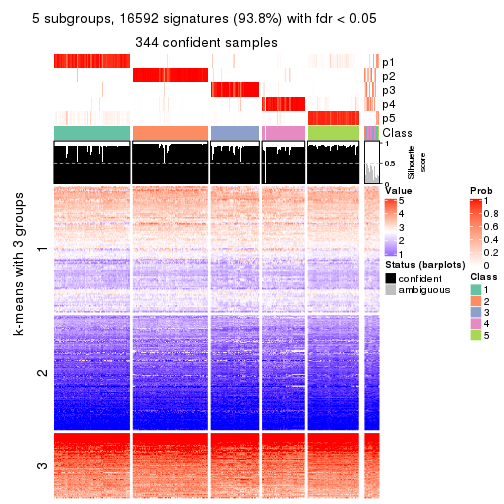 5 subgroups, 16592 signatures (93.8%) with fdr < 0.05
344 confident samples
p1
p2
p3
p4
p5
Class
1
0.5
0
Silhouette
score
k-means with 3 groups
1
2
3
Value
5
4
3
2
1
Status (barplots)
confident
ambiguous
Prob
1
0.8
0.6
0.4
0.2
0
Class
1
2
3
4
5